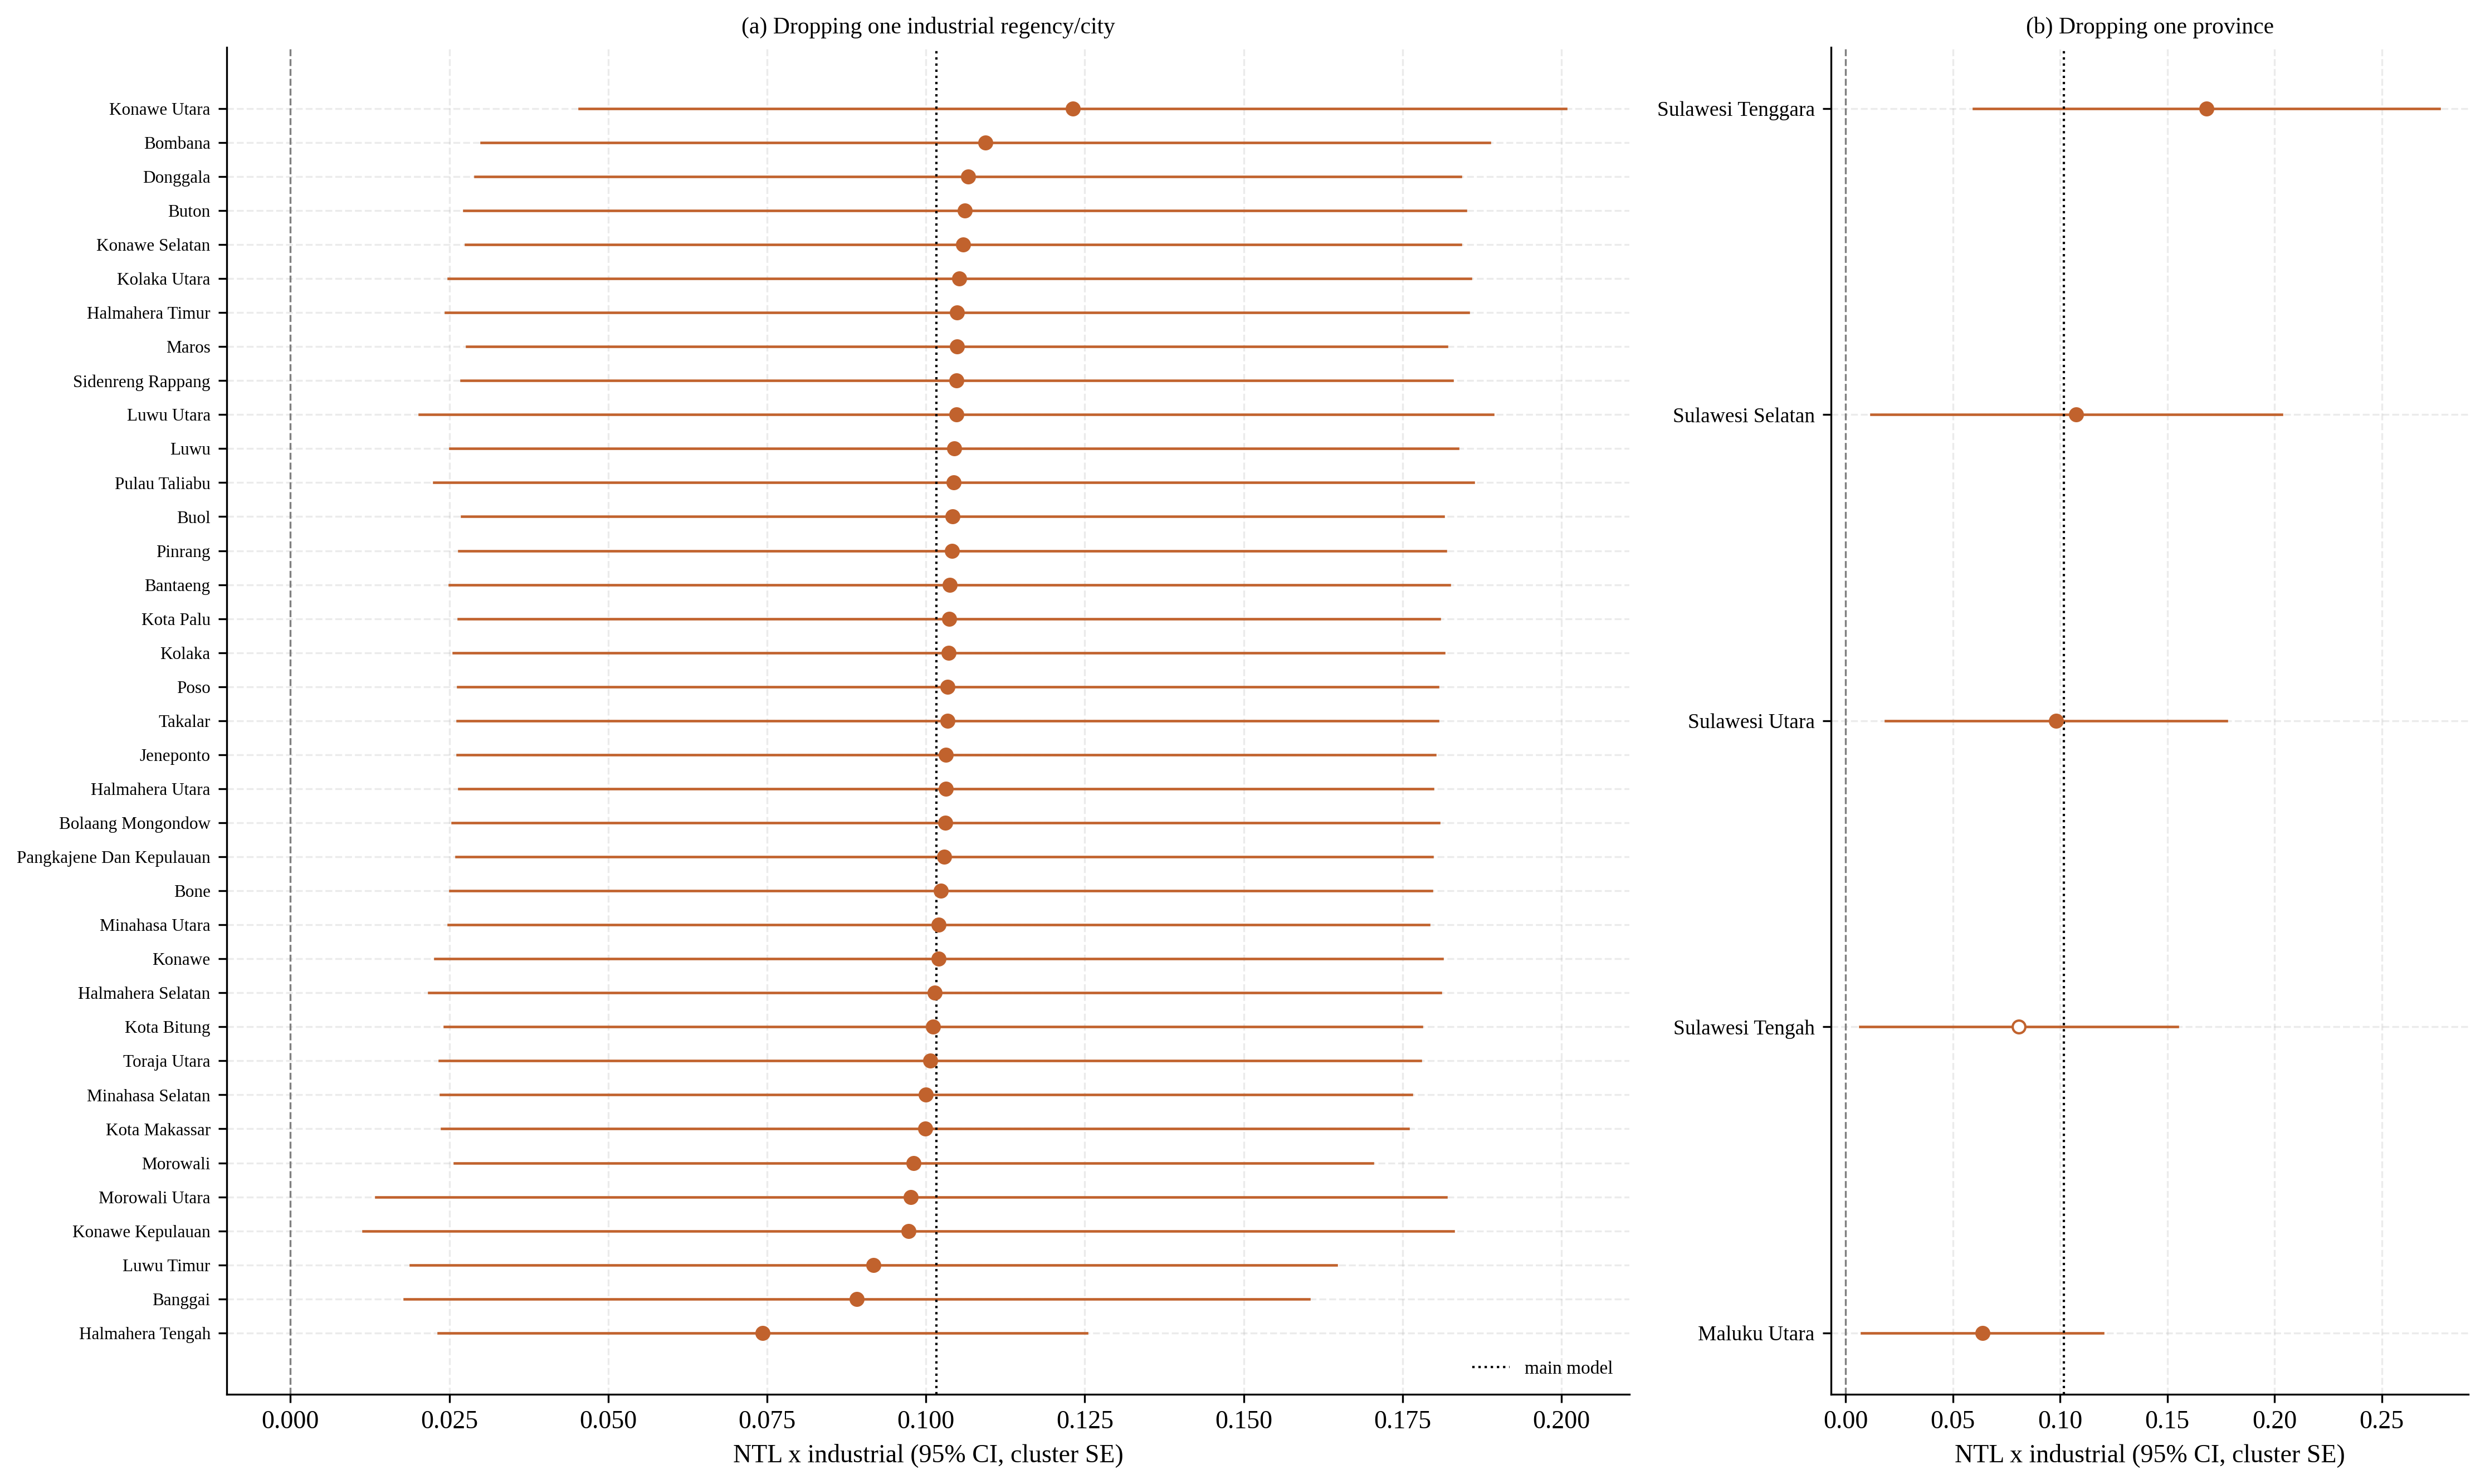 (a) Dropping one industrial regency/city
Konawe Utara
Bombana
Donggala
Buton
Konawe Selatan
Kolaka Utara
Halmahera Timur
Maros
Sidenreng Rappang
Luwu Utara
Luwu
Pulau Taliabu
Buol
Pinrang
Bantaeng
Kota Palu
Kolaka
Poso
Takalar
Jeneponto
Halmahera Utara
Bolaang Mongondow
Pangkajene Dan Kepulauan
Bone
Minahasa Utara
Konawe
Halmahera Selatan
Kota Bitung
Toraja Utara
Minahasa Selatan
Kota Makassar
Morowali
Morowali Utara
Konawe Kepulauan
Luwu Timur
Banggai
Halmahera Tengah
main model
0.000 0.025 0.050 0.075 0.100 0.125 0.150 0.175 0.200
NTL x industrial (95% CI, cluster SE)
(b) Dropping one province
Sulawesi Tenggara
Sulawesi Selatan
Sulawesi Utara
Sulawesi Tengah
Maluku Utara
0.00 0.05 0.10 0.15 0.20 0.25
NTL x industrial (95% CI, cluster SE)